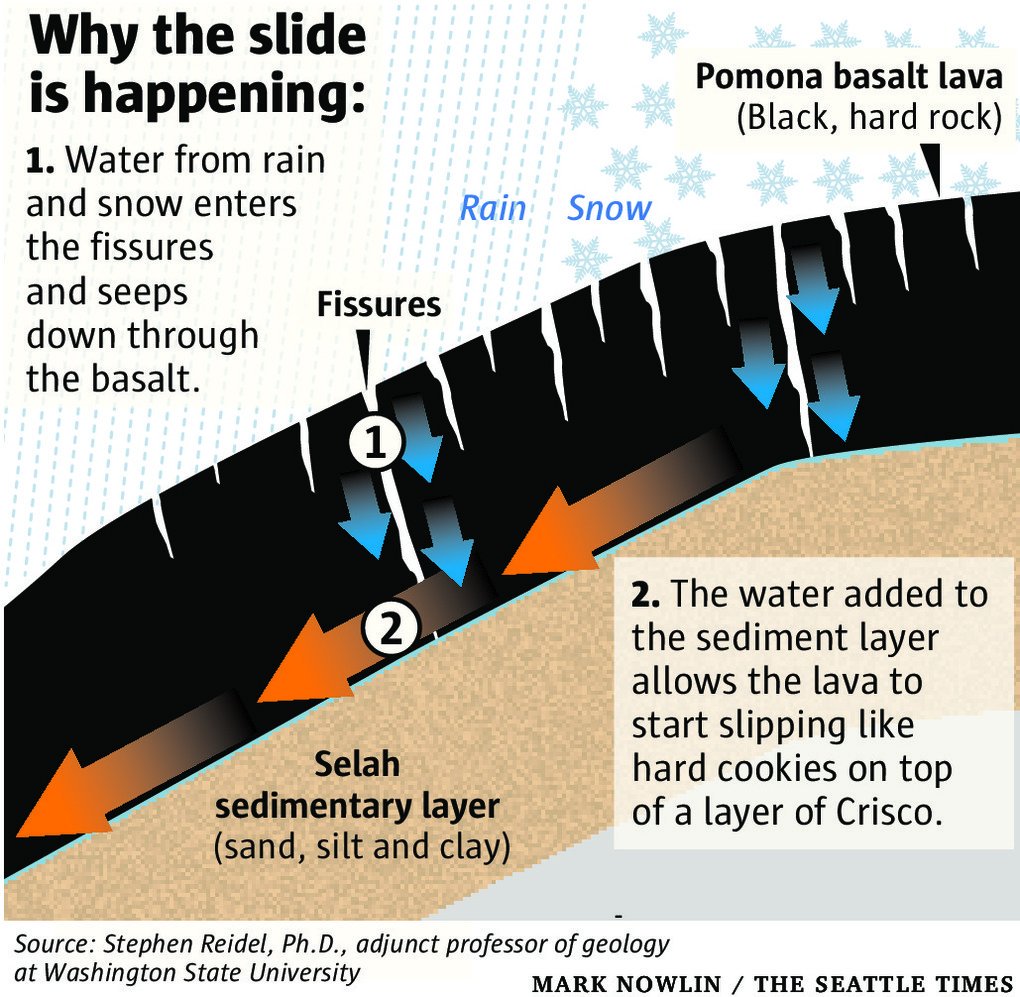 Why the slide
is happening:
1. Water from rain
and snow enters
the fissures
and seeps
down through
the basalt.
Pomona basalt lava
(Black, hard rock)
Rain
Snow
Fissures
1
2
2. The water added to
the sediment layer
allows the lava to
start slipping like
hard cookies on top
of a layer of Crisco.
Selah
sedimentary layer
(sand, silt and clay)
Source: Stephen Reidel, Ph.D., adjunct professor of geology
at Washington State University
MARK NOWLIN / THE SEATTLE TIMES